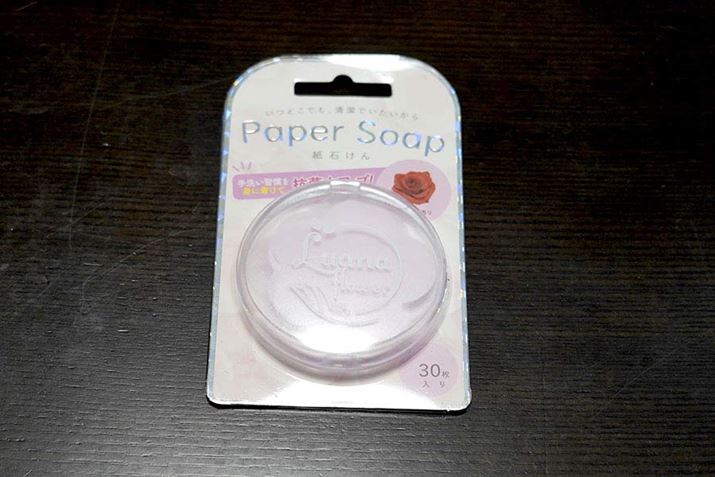 いつどこでも、清潔でいたいから
Paper Soap
紙石けん
手洗い習慣を
身に着けて
Luana
flower
30枚
入り